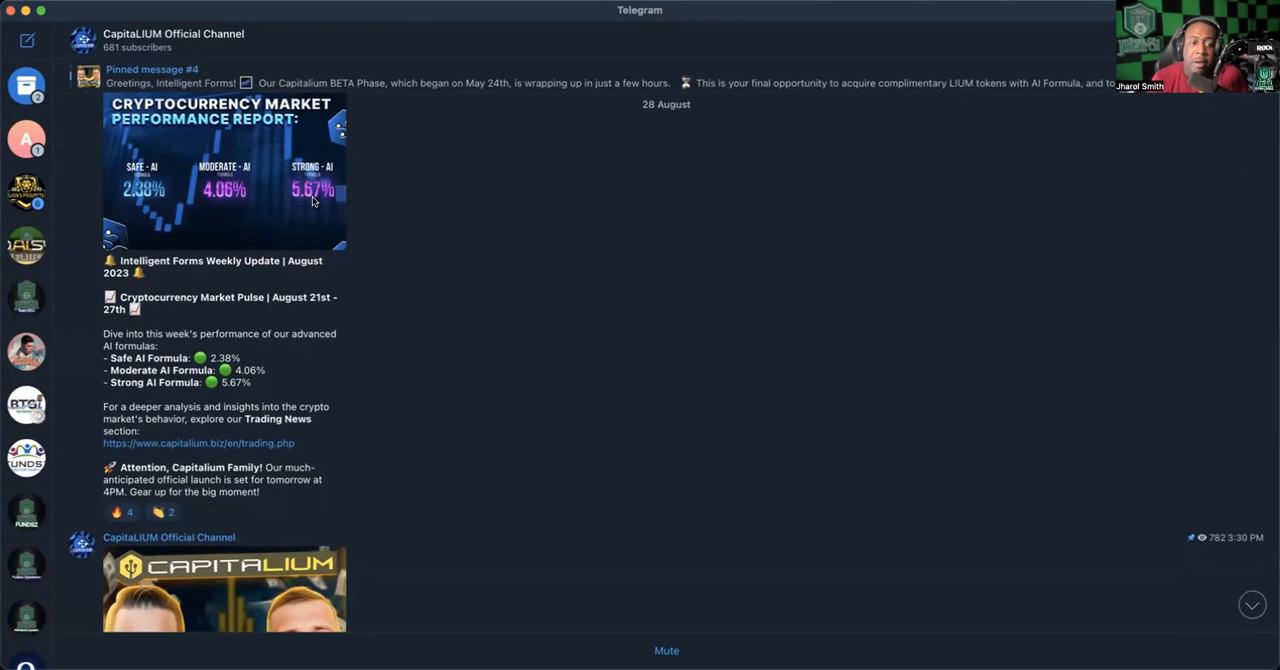 Telegram
CapitaLIUM Official Channel
681 subscribers
Pinned message #4
Greetings, Intelligent Forms! Our Capitalium BETA Phase, which began on May 24th, is wrapping up in just a few hours. This is your final opportunity to acquire complimentary LIUM tokens with AI Formula, and to
Jharol Smith
28 August
CRYPTOCURRENCY MARKET
PERFORMANCE REPORT:
SAFE - AI MODERATE - AI STRONG - AI
FORMULA FORMULA FORMULA
2.38% 4.06% 5.67%
🔔 Intelligent Forms Weekly Update | August
2023 🔔
📈 Cryptocurrency Market Pulse | August 21st -
27th 📈
Dive into this week's performance of our advanced
AI formulas:
- Safe AI Formula: 🟢 2.38%
- Moderate AI Formula: 🟢 4.06%
- Strong AI Formula: 🟢 5.67%
For a deeper analysis and insights into the crypto
market's behavior, explore our Trading News
section:
https://www.capitalium.biz/en/trading.php
🚀 Attention, Capitalium Family! Our much-
anticipated official launch is set for tomorrow at
4PM. Gear up for the big moment!
🔥 4 👏 2
CapitaLIUM Official Channel
782 3:30 PM
CAPITALIUM
Mute
2
A
1
6
BTG
UNDS
FUNDSZ